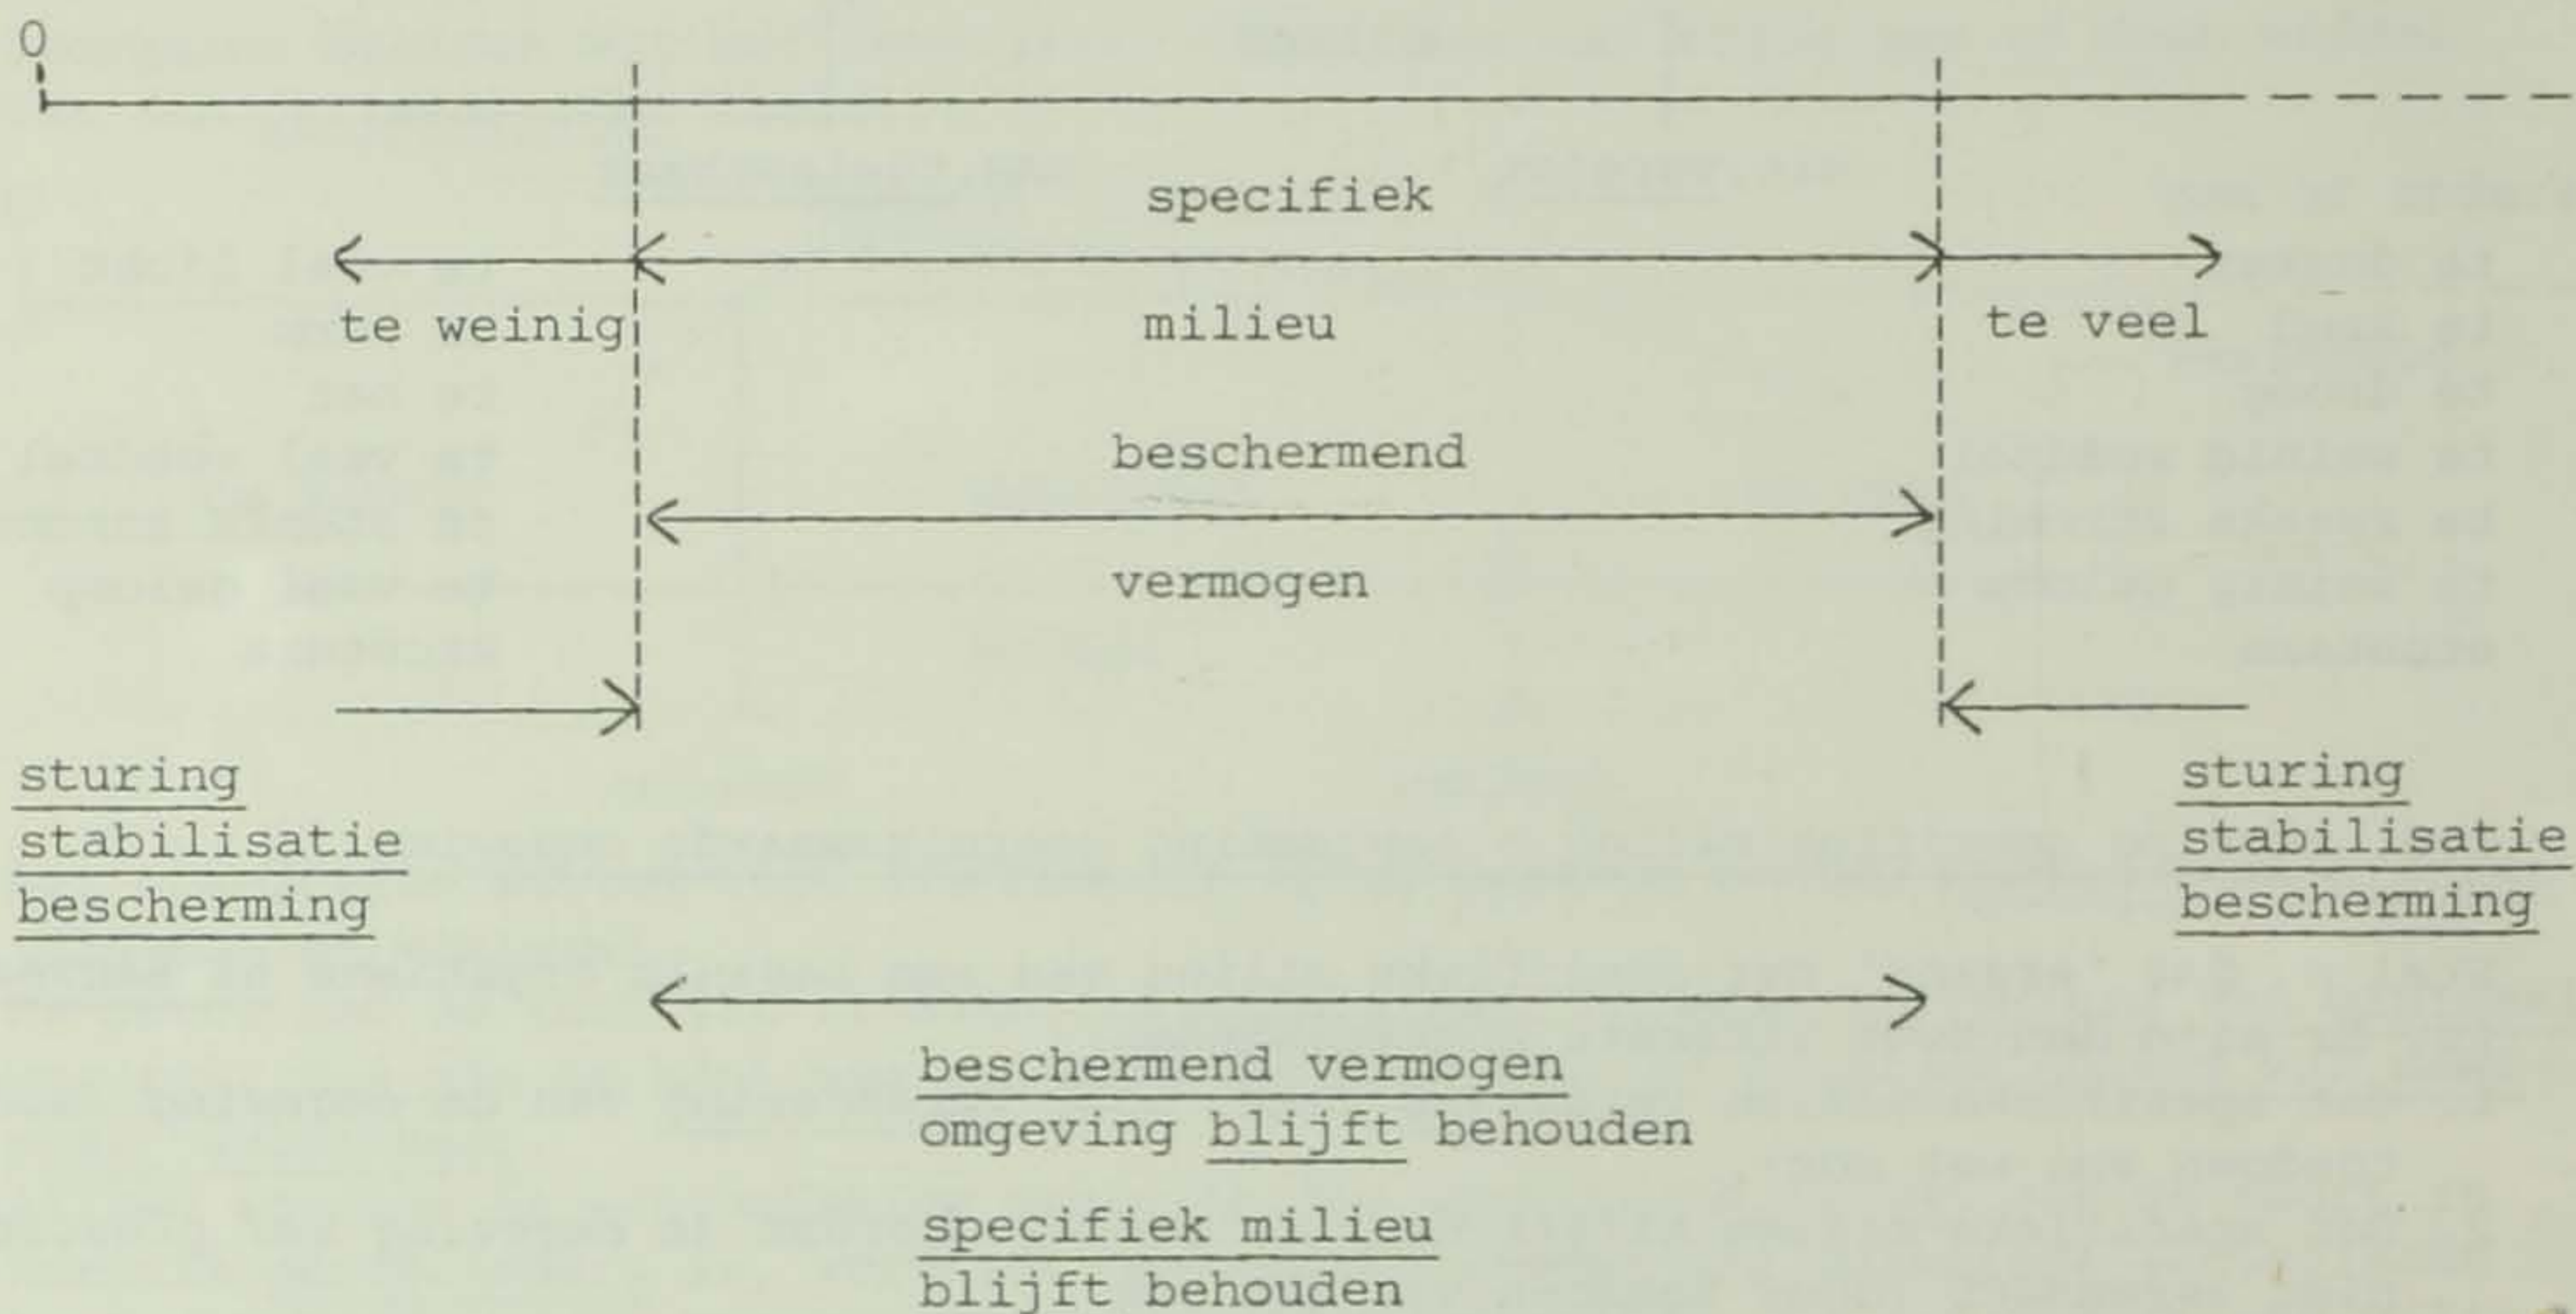 0
specifiek
te weinig
milieu
te veel
beschermend
vermogen
sturing
stabilisatie
bescherming
sturing
stabilisatie
bescherming
beschermend vermogen
omgeving blijft behouden
specifiek milieu
blijft behouden